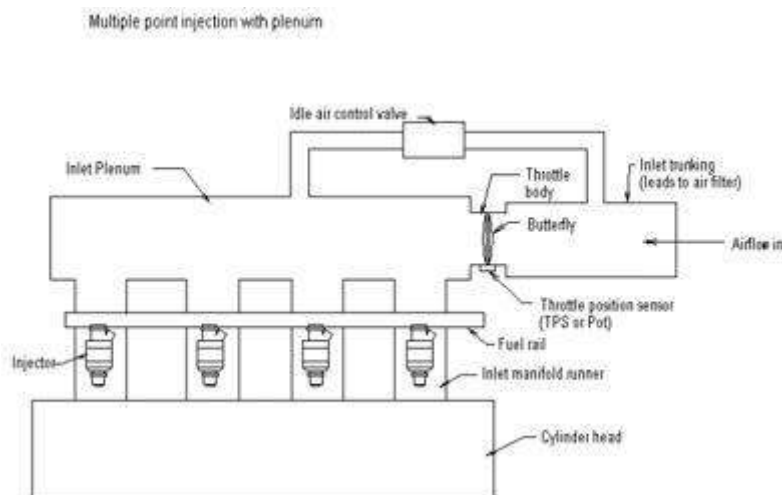 Multiple point injection with plenum
Idle air control valve
Inlet Plenum
Throttle
body
Inlet trunking
(leads to air filter)
Butterfly
Airflow in
Throttle position sensor
(TPS or Pot)
Fuel rail
Injector
Inlet manifold runner
Cylinder head